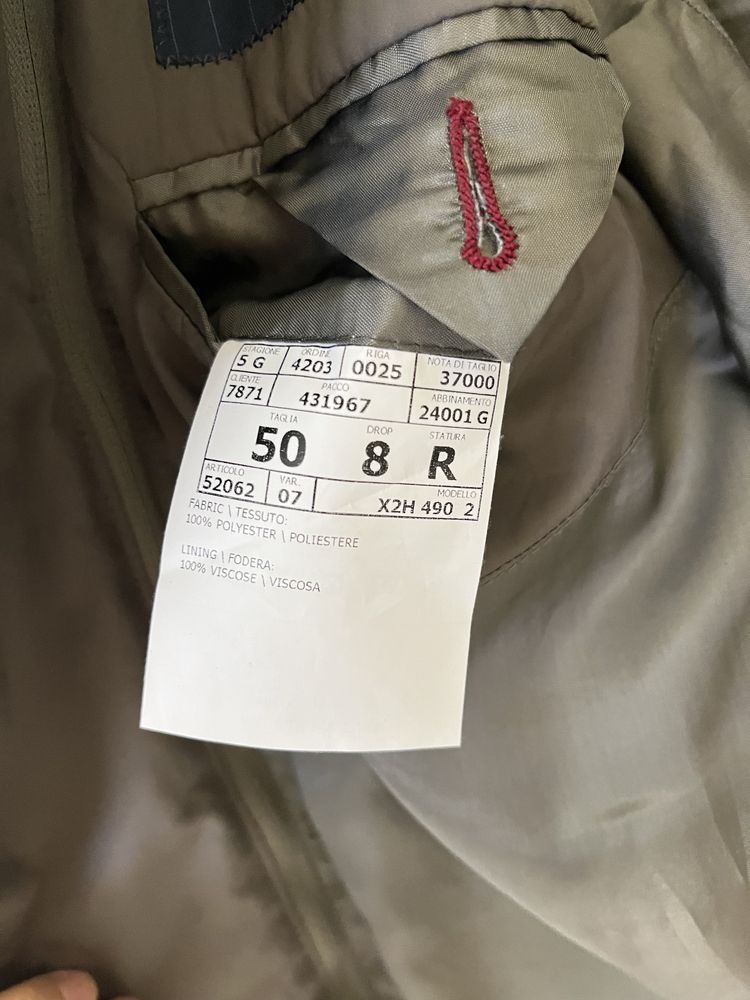 STAGIONE ORDINE RIGA NOTA DI TAGLIO
5 G 4203 0025 37000
CLIENTE PACCO ABBINAMENTO
7871 431967 24001 G
TAGLIA DROP STATURA
50 8 R
ARTICOLO VAR. MODELLO
52062 07 X2H 490 2
FABRIC \ TESSUTO:
100% POLYESTER \ POLIESTERE
LINING \ FODERA:
100% VISCOSE \ VISCOSA